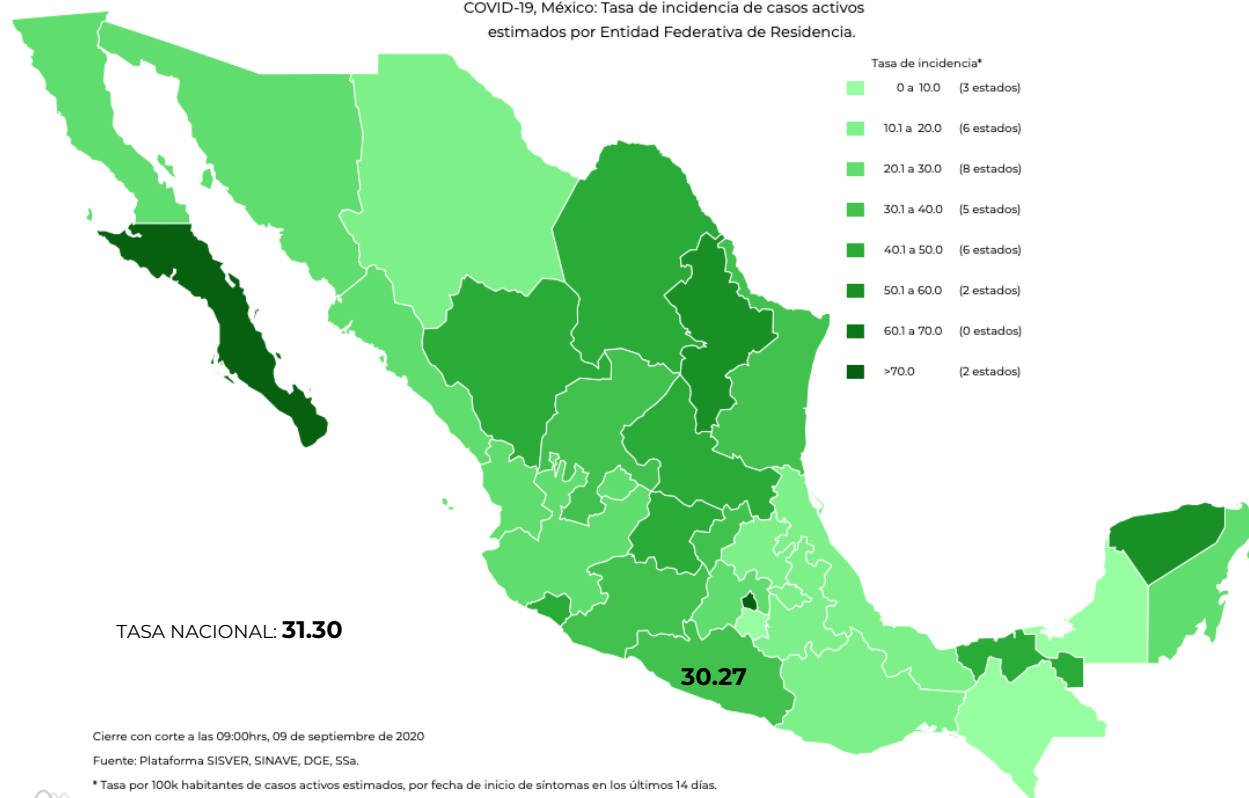 COVID-19, México: Tasa de incidencia de casos activos
estimados por Entidad Federativa de Residencia.
Tasa de incidencia*
0 a 10.0 (3 estados)
10.1 a 20.0 (6 estados)
20.1 a 30.0 (8 estados)
30.1 a 40.0 (5 estados)
40.1 a 50.0 (6 estados)
50.1 a 60.0 (2 estados)
60.1 a 70.0 (0 estados)
>70.0 (2 estados)
TASA NACIONAL: 31.30
30.27
Cierre con corte a las 09:00hrs, 09 de septiembre de 2020
Fuente: Plataforma SISVER, SINAVE, DGE, SSa.
* Tasa por 100k habitantes de casos activos estimados, por fecha de inicio de síntomas en los últimos 14 días.